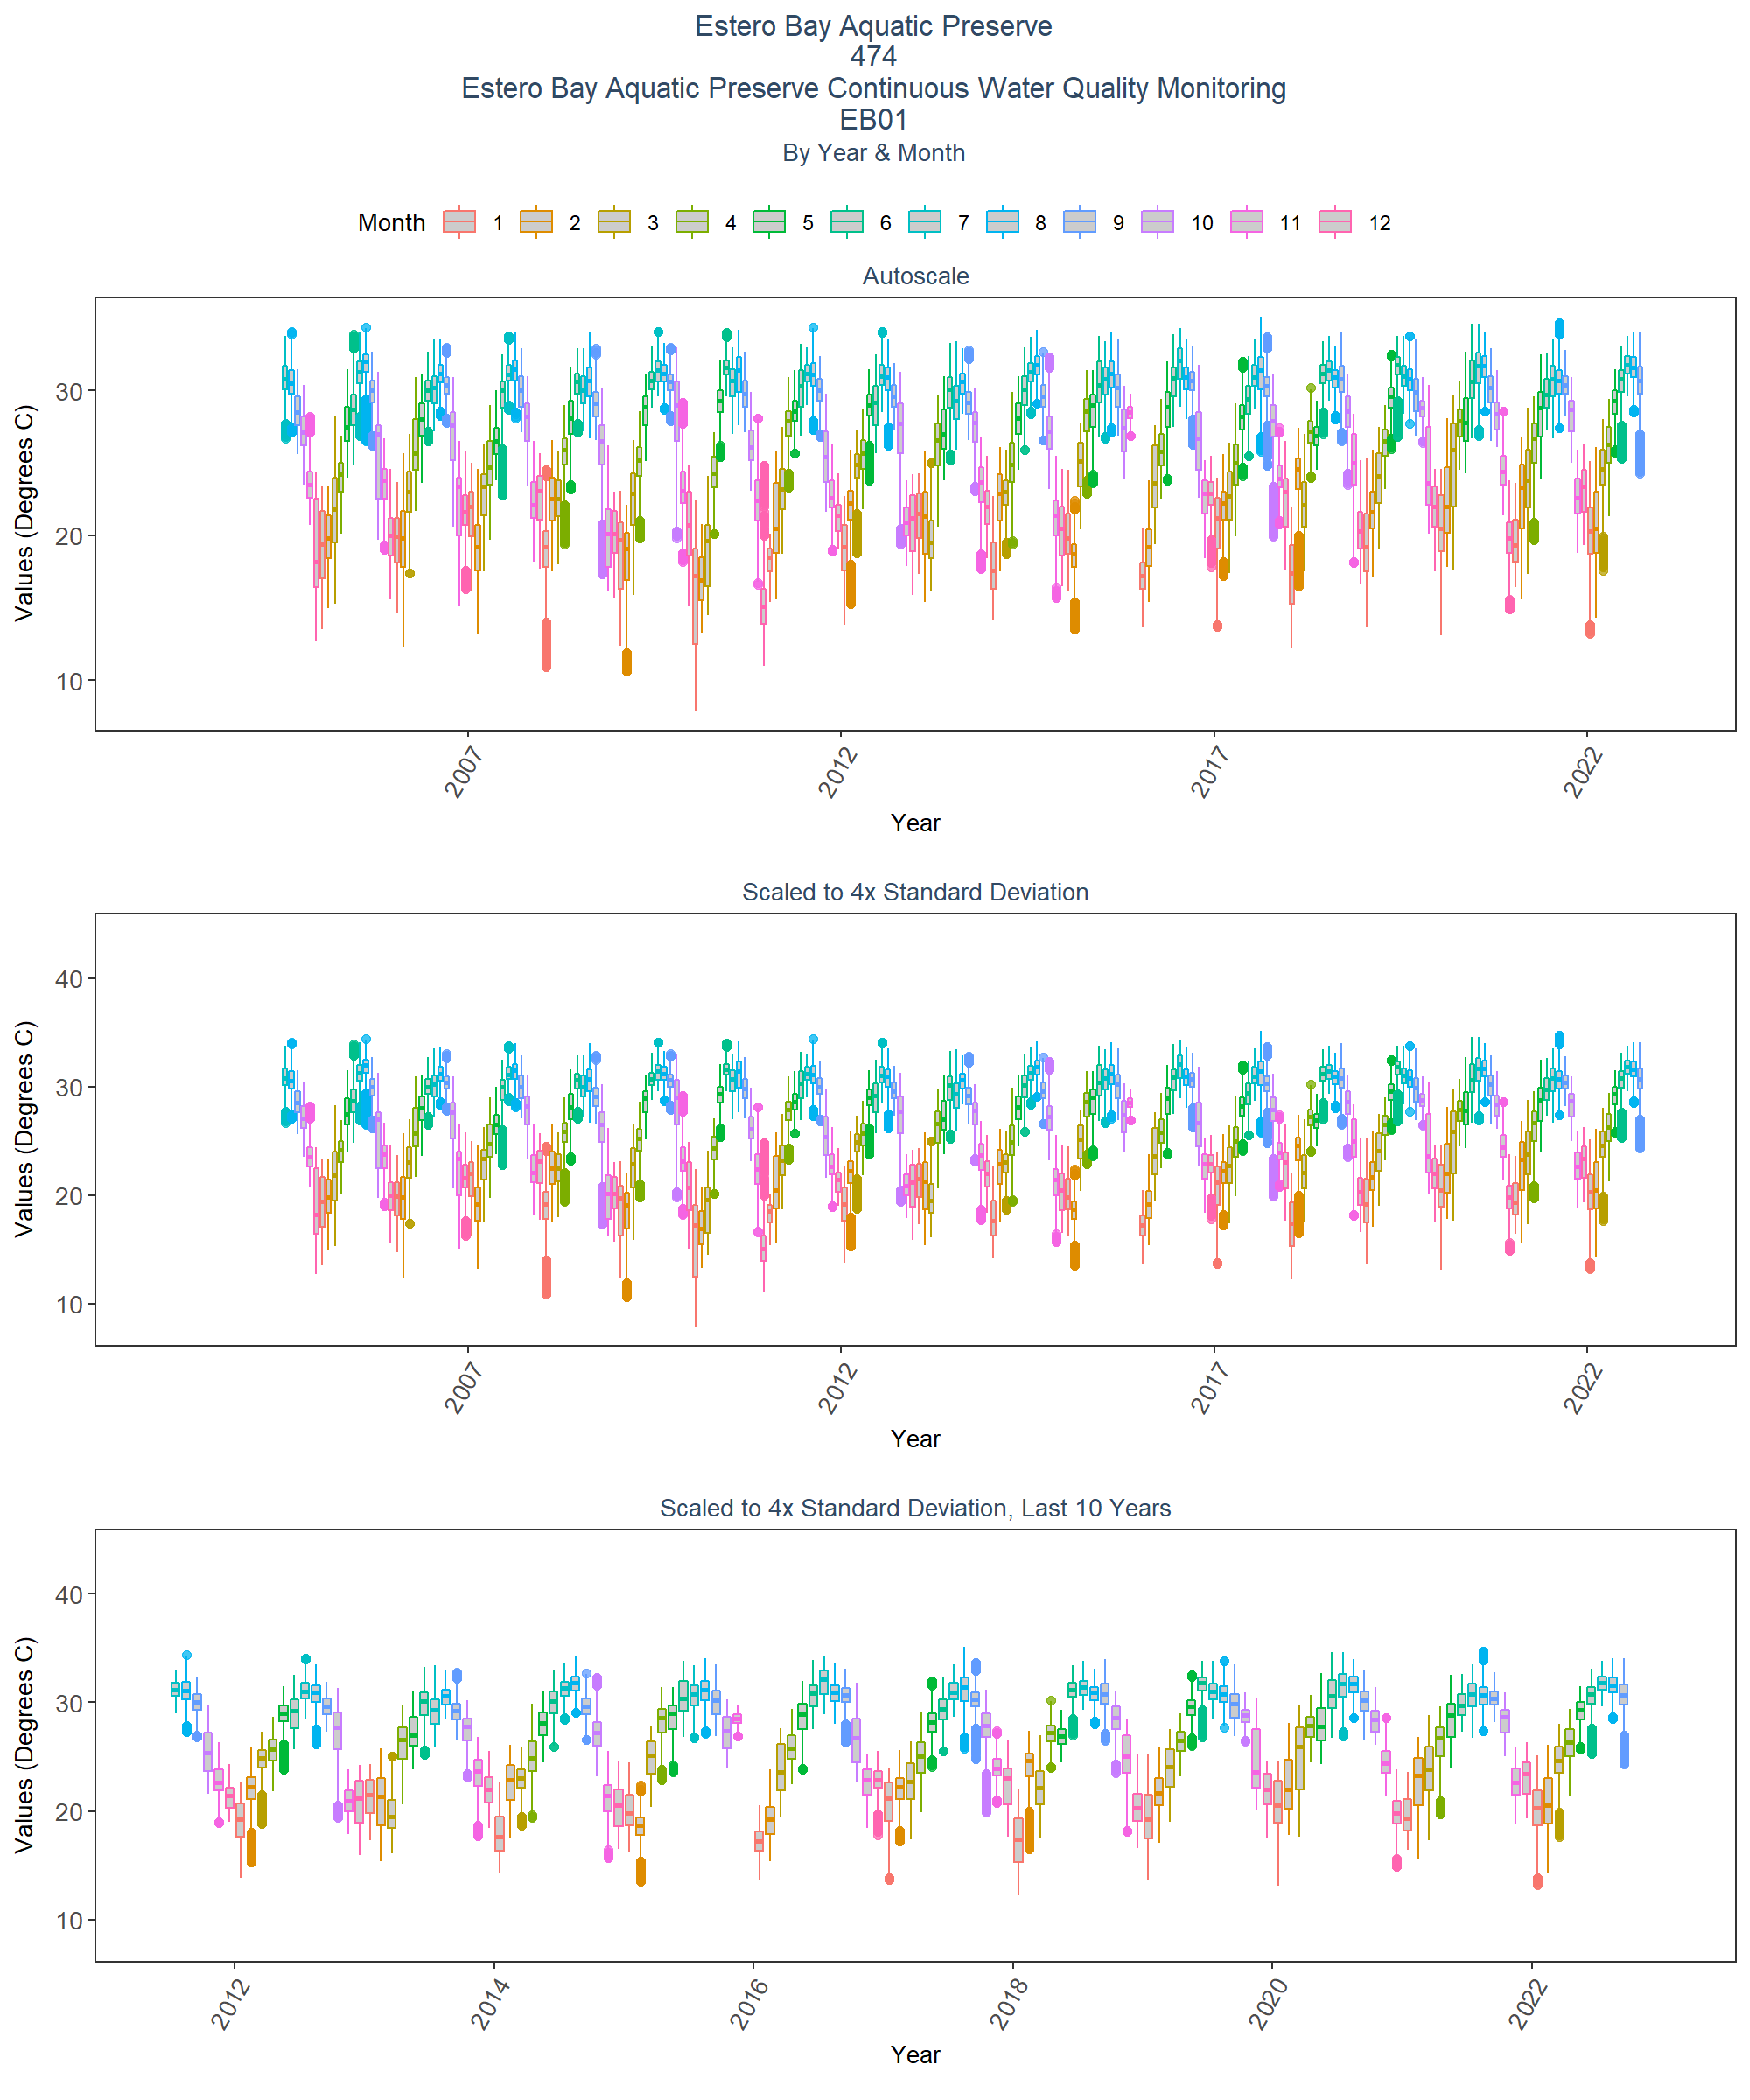 Estero Bay Aquatic Preserve
474
Estero Bay Aquatic Preserve Continuous Water Quality Monitoring
EB01
By Year & Month
Month 1 2 3 4 5 6 7 8 9 10 11 12
Autoscale
Values (Degrees C)
30
20
10
2007 2012 2017 2022
Year
Scaled to 4x Standard Deviation
Values (Degrees C)
40
30
20
10
2007 2012 2017 2022
Year
Scaled to 4x Standard Deviation, Last 10 Years
Values (Degrees C)
40
30
20
10
2012 2014 2016 2018 2020 2022
Year